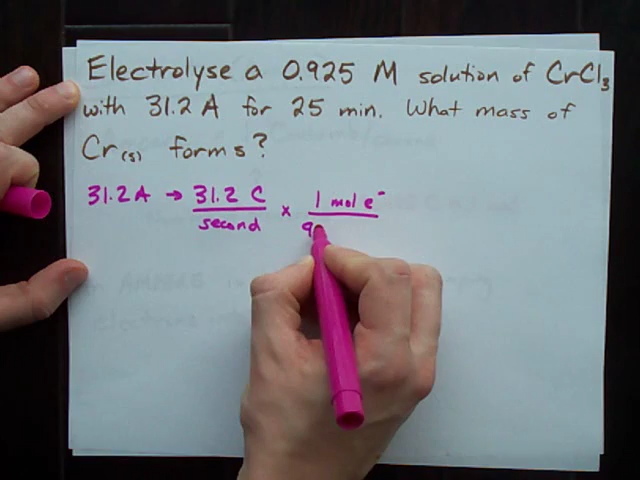 Electrolyse a 0.925 M solution of CrCl₃
with 31.2 A for 25 min. What mass of
Cr₍ₛ₎ forms?
31.2 A → 31.2 C / second × 1 mol e⁻ / 9